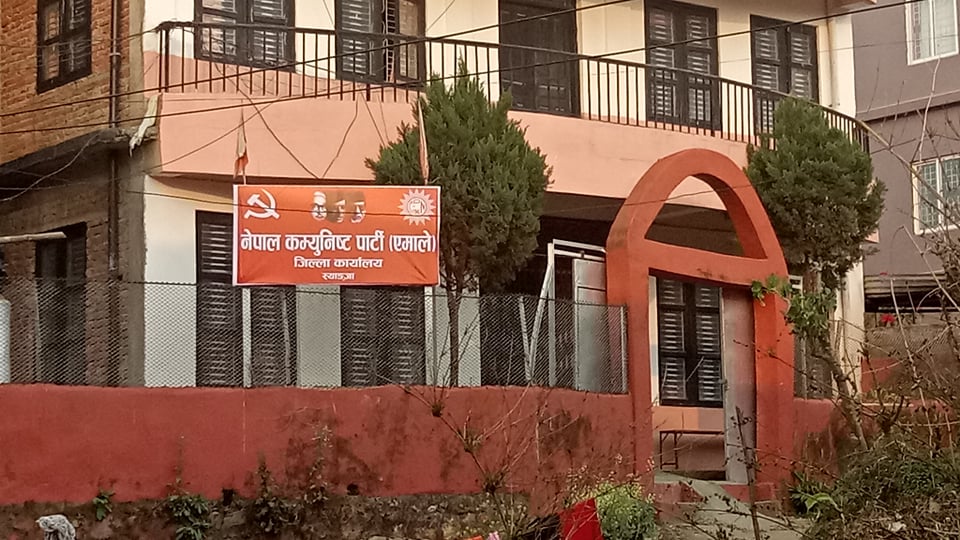 नेपाल कम्युनिष्ट पार्टी (एमाले)
जिल्ला कार्यालय
स्याङ्जा